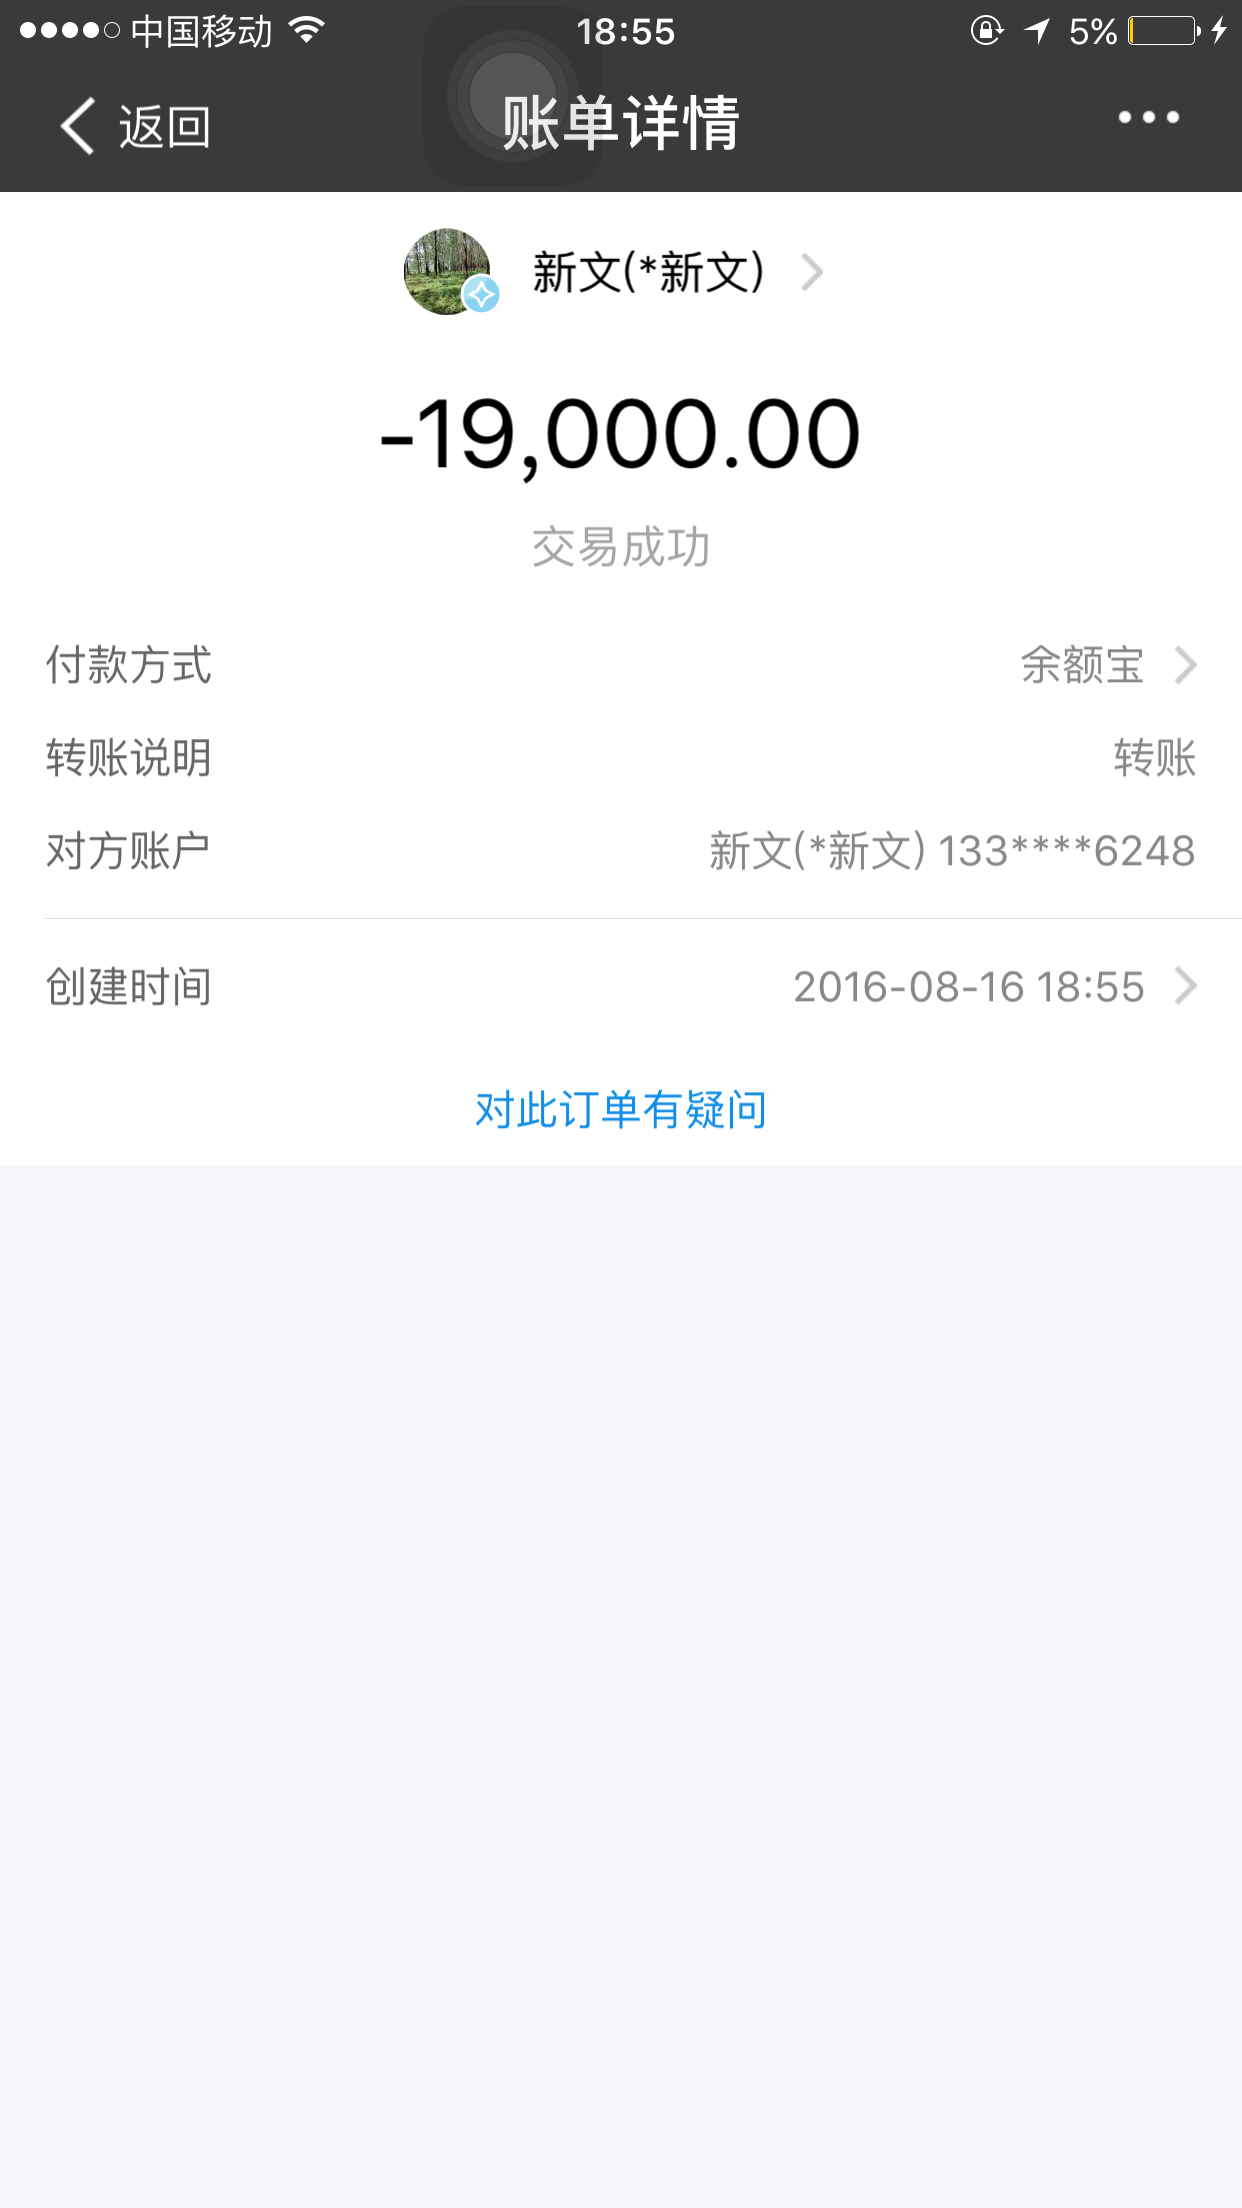 中国移动 18:55 5%
返回 账单详情
新文(*新文)
-19,000.00
交易成功
付款方式 余额宝
转账说明 转账
对方账户 新文(*新文) 133****6248
创建时间 2016-08-16 18:55
对此订单有疑问